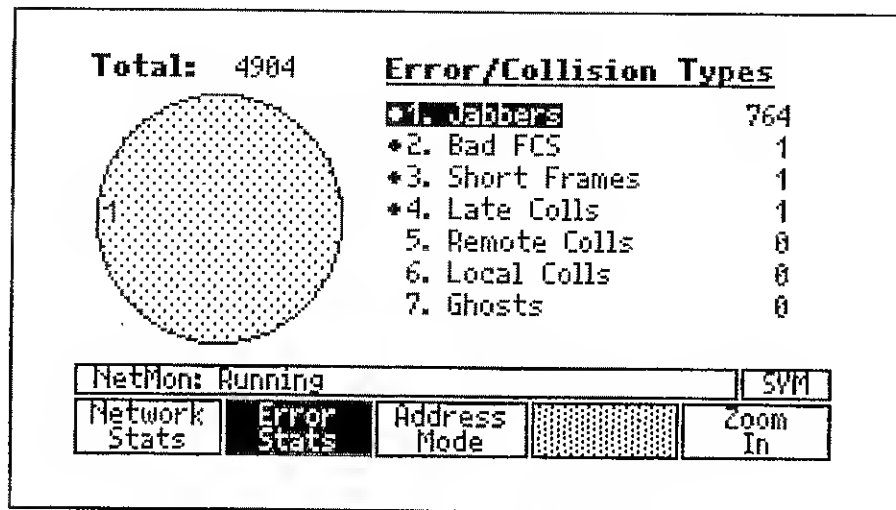 Total: 4904
Error/Collision Types
1. Jabbers 764
2. Bad FCS 1
3. Short Frames 1
4. Late Colls 1
5. Remote Colls 0
6. Local Colls 0
7. Ghosts 0
1
NetMon: Running
SYM
Network Stats
Error Stats
Address Mode
Zoom In